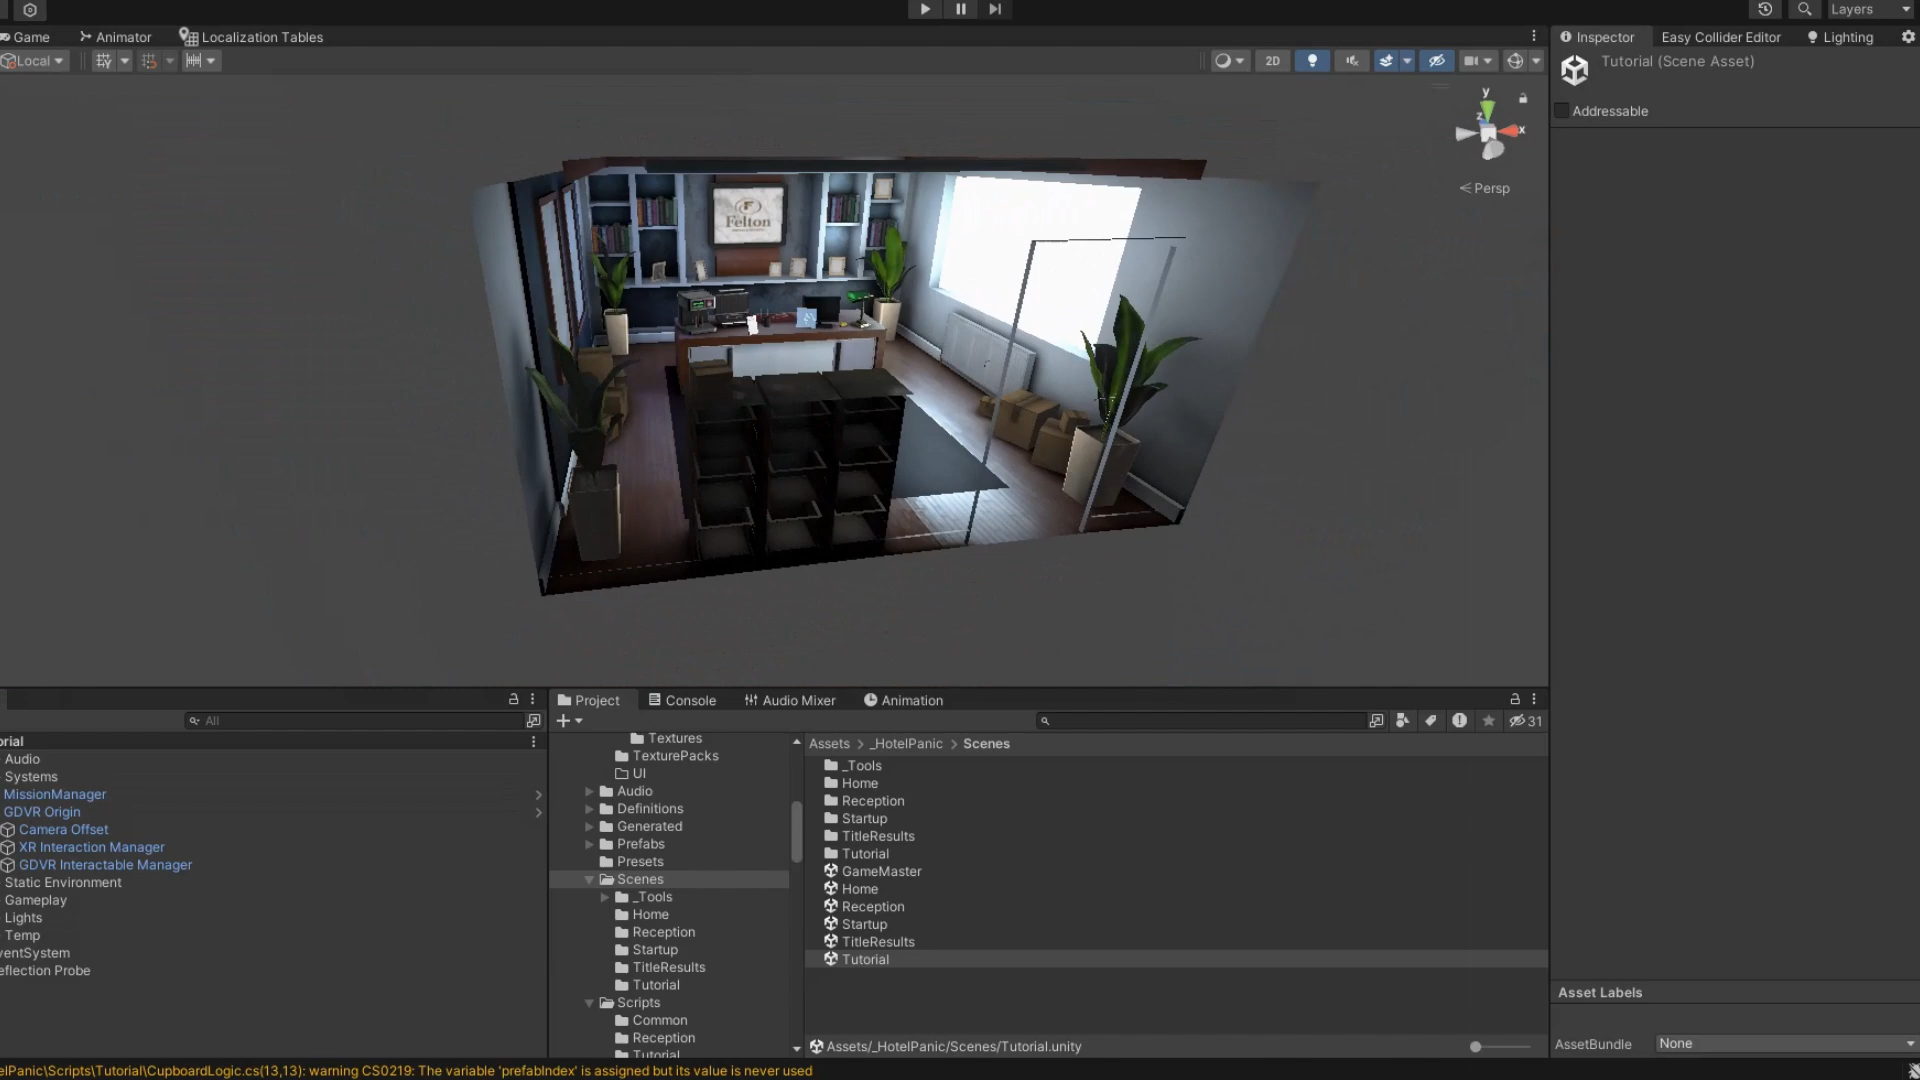 Layers
Game
Animator
Localization Tables
Inspector
Easy Collider Editor
Lighting
Local
2D
Tutorial (Scene Asset)
Addressable
y
z
x
Persp
Felton
Project
Console
Audio Mixer
Animation
All
31
orial
Audio
Systems
MissionManager
GDVR Origin
Camera Offset
XR Interaction Manager
GDVR Interactable Manager
Static Environment
Gameplay
Lights
Temp
ventSystem
eflection Probe
Textures
TexturePacks
UI
Audio
Definitions
Generated
Prefabs
Presets
Scenes
_Tools
Home
Reception
Startup
TitleResults
Tutorial
Scripts
Common
Reception
Tutorial
Assets > _HotelPanic > Scenes
_Tools
Home
Reception
Startup
TitleResults
Tutorial
GameMaster
Home
Reception
Startup
TitleResults
Tutorial
Assets/_HotelPanic/Scenes/Tutorial.unity
Asset Labels
AssetBundle
None
elPanic\Scripts\Tutorial\CupboardLogic.cs(13,13): warning CS0219: The variable 'prefabIndex' is assigned but its value is never used